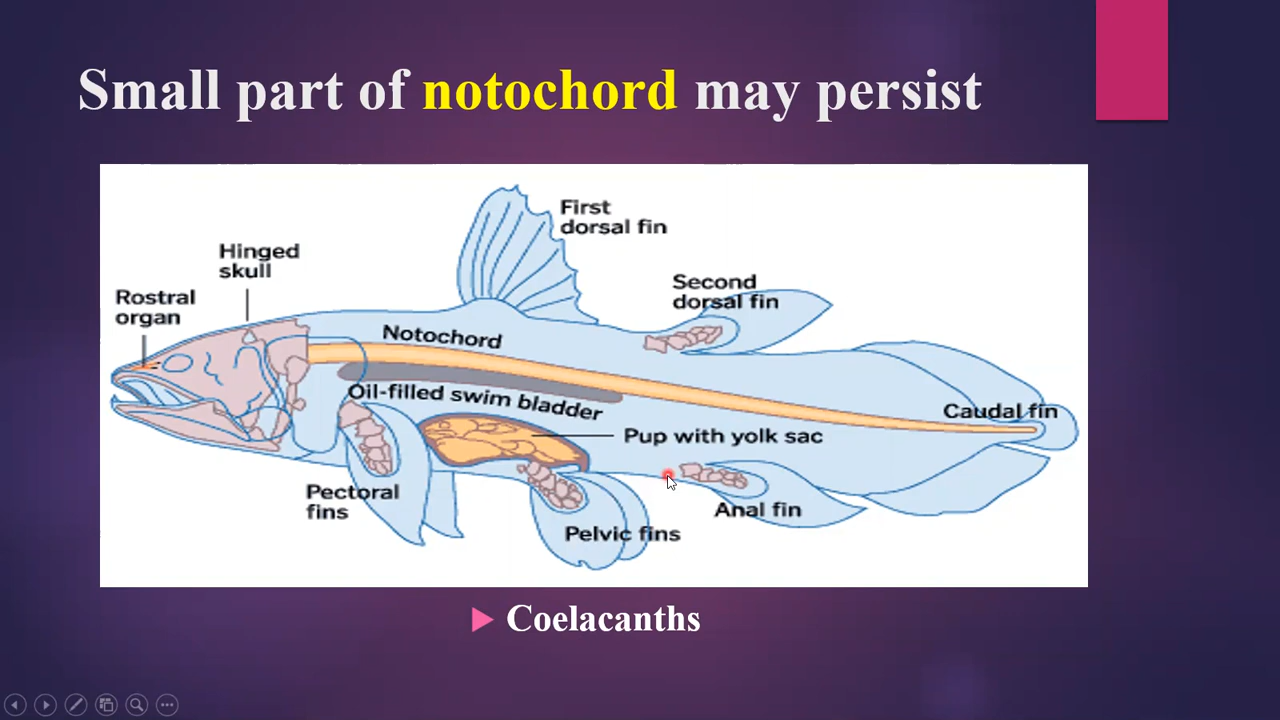 Small part of notochord may persist
First
dorsal fin
Hinged
skull
Second
dorsal fin
Rostral
organ
Notochord
Oil-filled swim bladder
Caudal fin
Pup with yolk sac
Pectoral
fins
Anal fin
Pelvic fins
Coelacanths